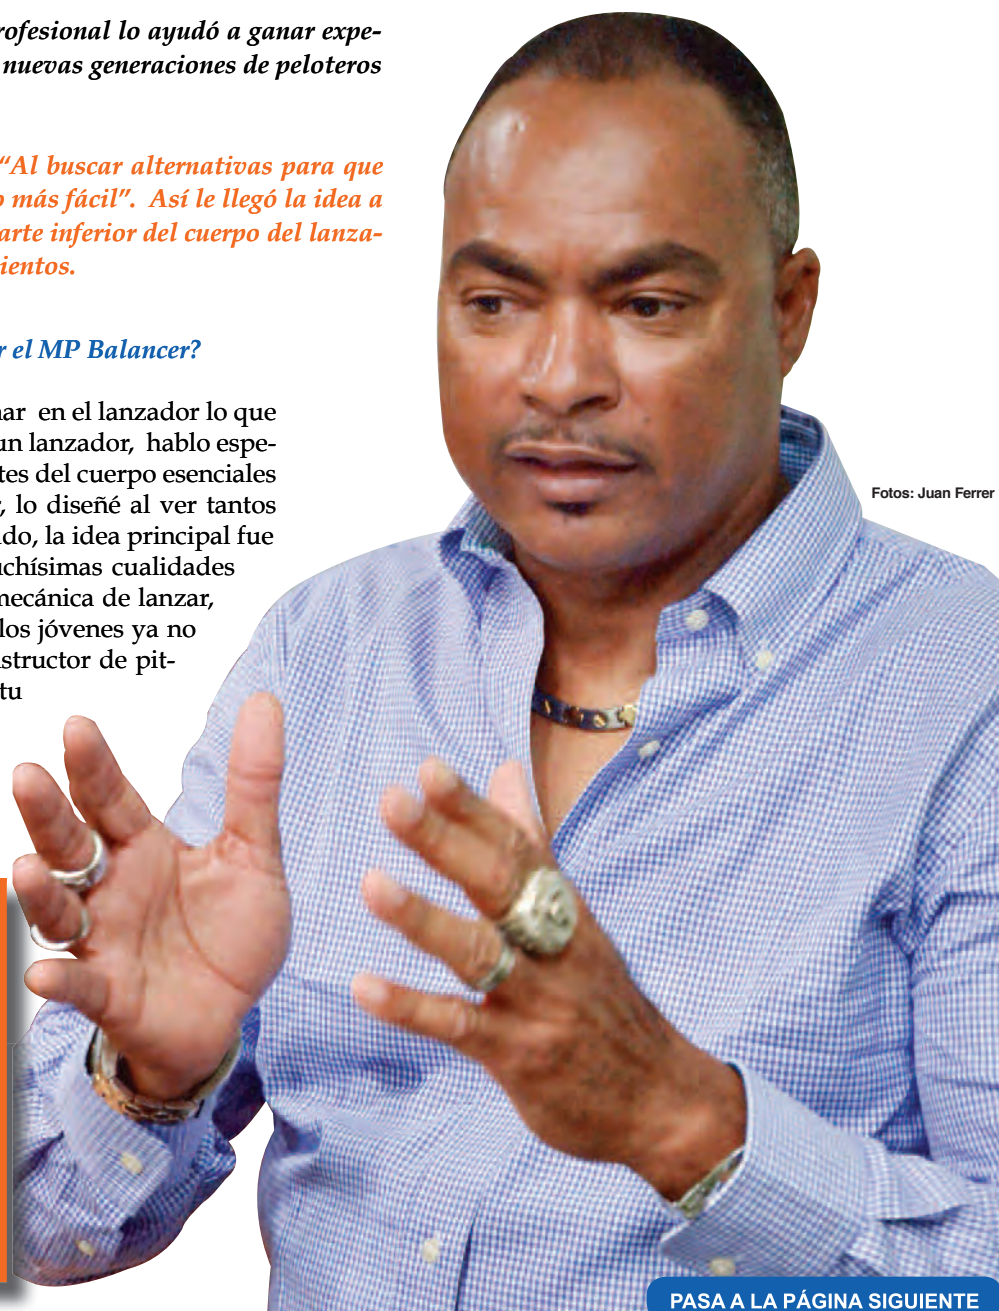 rofesional lo ayudó a ganar expe-
nuevas generaciones de peloteros
“Al buscar alternativas para que
o más fácil”. Así le llegó la idea a
arte inferior del cuerpo del lanza-
ientos.
r el MP Balancer?
nar en el lanzador lo que
un lanzador, hablo espe-
tes del cuerpo esenciales
r, lo diseñé al ver tantos
ndo, la idea principal fue
uchísimas cualidades
mecánica de lanzar,
los jóvenes ya no
nstructor de pit-
tu
Fotos: Juan Ferrer
PASA A LA PÁGINA SIGUIENTE